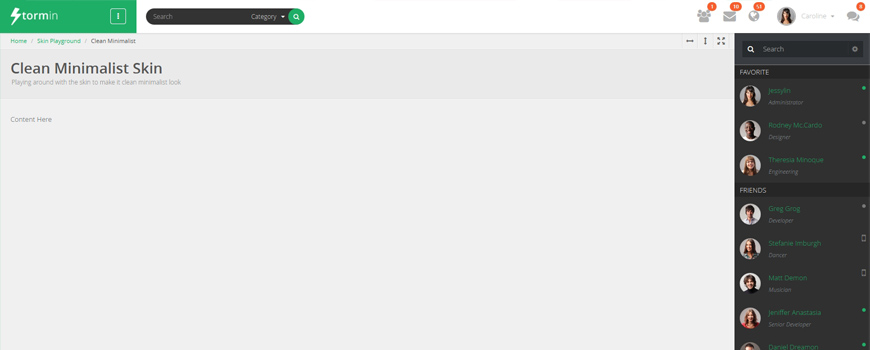 tormin
Search Category
1 10 53 Caroline 0
Home / Skin Playground / Clean Minimalist
Clean Minimalist Skin
Playing around with the skin to make it clean minimalist look
Content Here
Search
FAVORITE
Jessylin
Administrator
Rodney Mc.Cardo
Designer
Theresia Minoque
Engineering
FRIENDS
Greg Grog
Developer
Stefanie Imburgh
Dancer
Matt Demon
Musician
Jeniffer Anastasia
Senior Developer
Daniel Dreamon